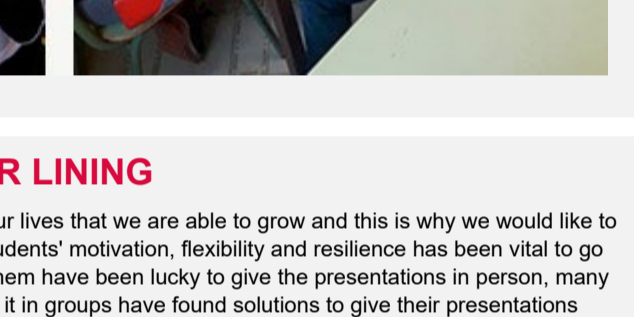 R LINING
ur lives that we are able to grow and this is why we would like to
udents' motivation, flexibility and resilience has been vital to go
hem have been lucky to give the presentations in person, many
it in groups have found solutions to give their presentations